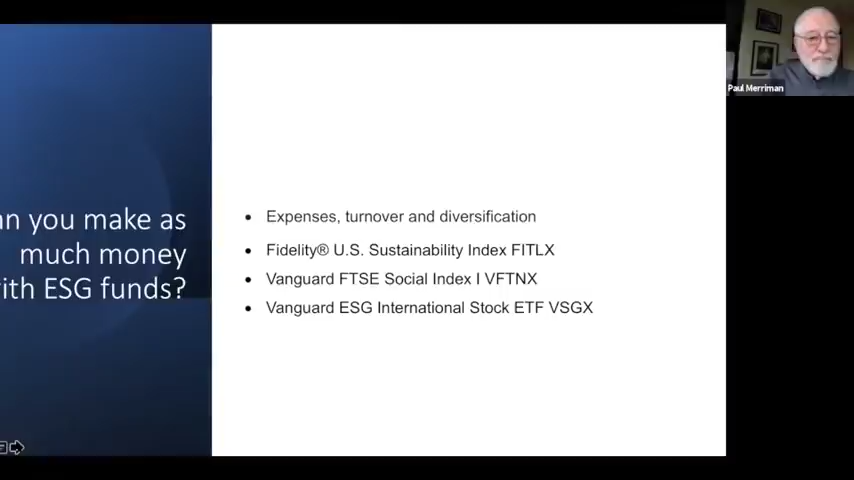 an you make as
much money
ith ESG funds?
Expenses, turnover and diversification
Fidelity® U.S. Sustainability Index FITLX
Vanguard FTSE Social Index I VFTNX
Vanguard ESG International Stock ETF VSGX
Paul Merriman